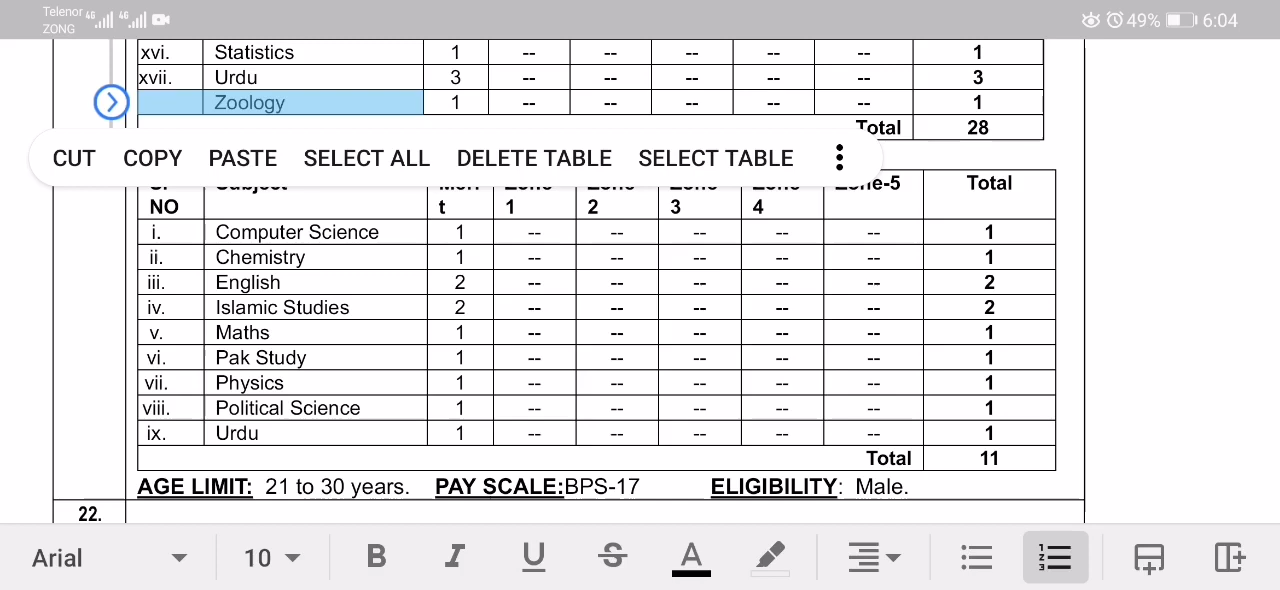 Telenor 4G 4G
ZONG 49% 6:04
xvi. Statistics 1 -- -- -- -- -- 1
xvii. Urdu 3 -- -- -- -- -- 3
Zoology 1 -- -- -- -- -- 1
Total 28
CUT COPY PASTE SELECT ALL DELETE TABLE SELECT TABLE
Subject Zone-5 Total
NO t 1 2 3 4
i. Computer Science 1 -- -- -- -- -- 1
ii. Chemistry 1 -- -- -- -- -- 1
iii. English 2 -- -- -- -- -- 2
iv. Islamic Studies 2 -- -- -- -- -- 2
v. Maths 1 -- -- -- -- -- 1
vi. Pak Study 1 -- -- -- -- -- 1
vii. Physics 1 -- -- -- -- -- 1
viii. Political Science 1 -- -- -- -- -- 1
ix. Urdu 1 -- -- -- -- -- 1
Total 11
AGE LIMIT: 21 to 30 years. PAY SCALE:BPS-17 ELIGIBILITY: Male.
22.
Arial 10 B I U S A